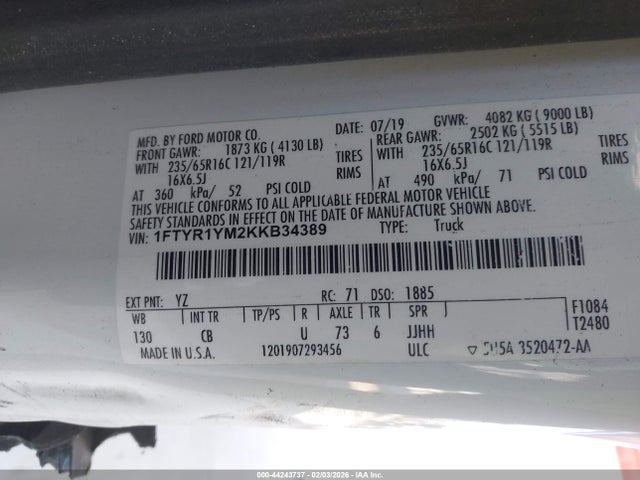 MFD. BY FORD MOTOR CO.
DATE: 07/19 GVWR: 4082 KG ( 9000 LB)
FRONT GAWR: 1873 KG ( 4130 LB)
REAR GAWR: 2502 KG ( 5515 LB)
WITH 235/65R16C 121/119R TIRES
WITH 235/65R16C 121/119R TIRES
16X6.5J RIMS
16X6.5J RIMS
AT 360 kPa/ 52 PSI COLD
AT 490 kPa/ 71 PSI COLD
THIS VEHICLE CONFORMS TO ALL APPLICABLE FEDERAL MOTOR VEHICLE
SAFETY STANDARDS IN EFFECT ON THE DATE OF MANUFACTURE SHOWN ABOVE.
VIN: 1FTYR1YM2KKB34389 TYPE: Truck
EXT PNT: YZ RC: 71 DSO: 1885
WB INT TR TP/PS R AXLE TR SPR
130 CB U 73 6 JJHH
F1084
T2480
MADE IN U.S.A. 1201907293456 ULC 3520472-AA
000-44243737 - 02/03/2026 - IAAI, Inc.